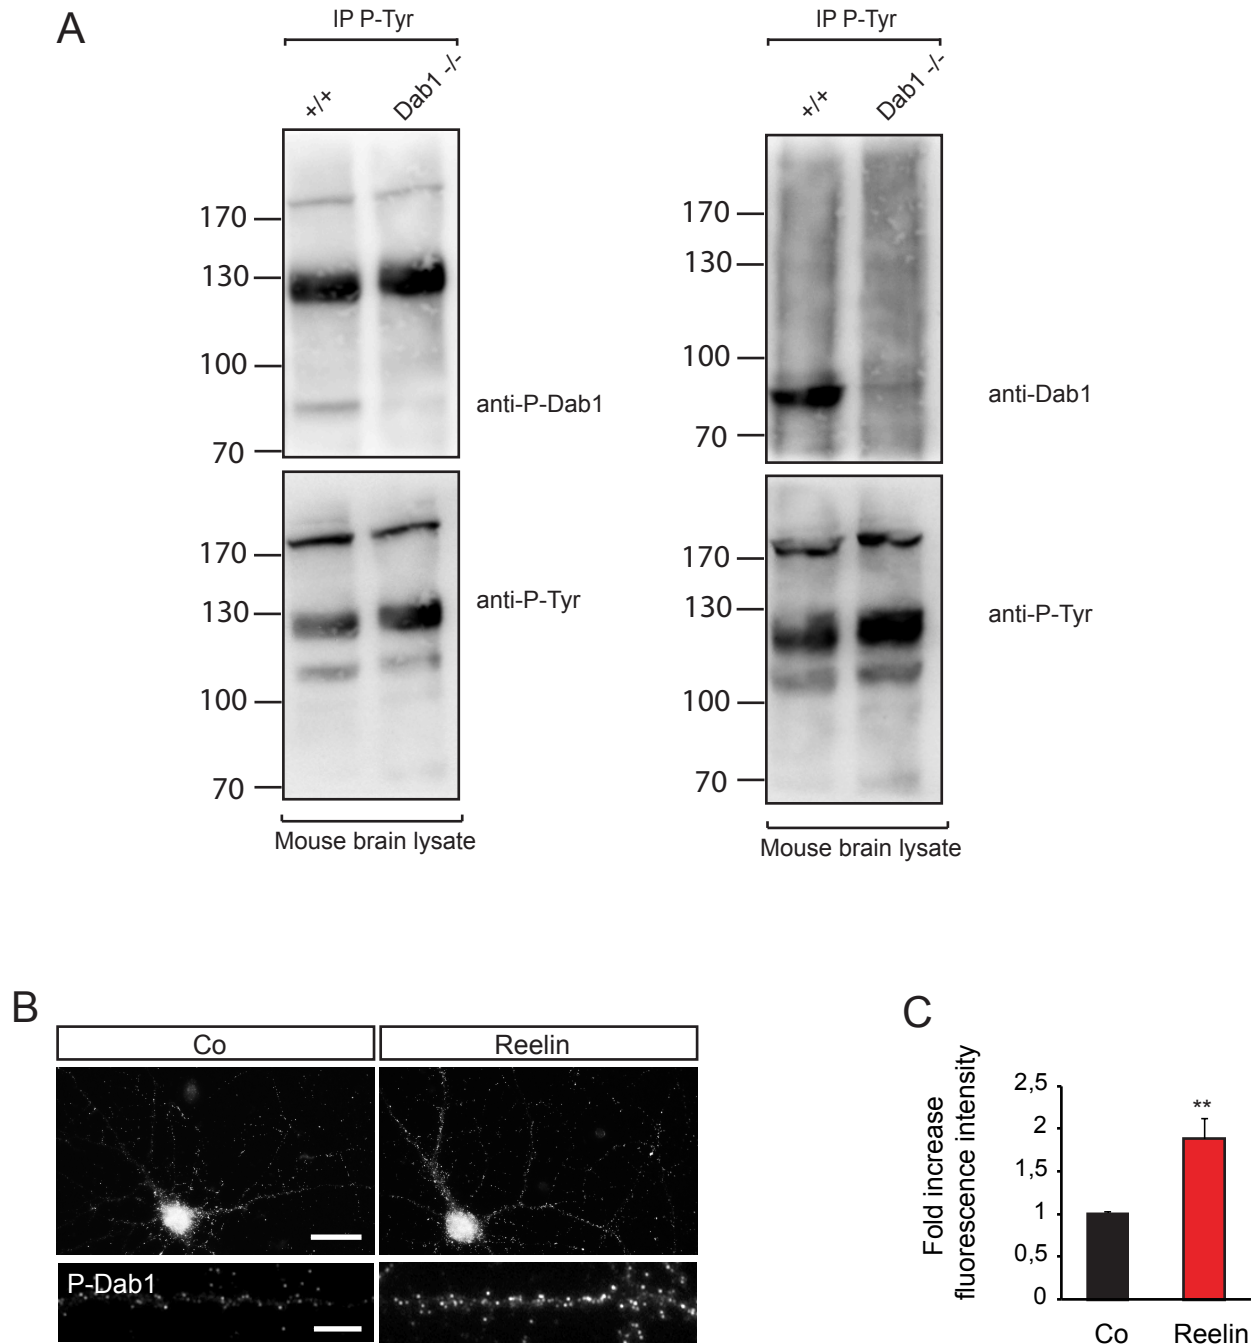 A
IP P-Tyr
+/+
Dab1 -/-
170
130
100
70
anti-P-Dab1
170
130
100
70
anti-P-Tyr
Mouse brain lysate
IP P-Tyr
+/+
Dab1 -/-
170
130
100
70
anti-Dab1
170
130
100
70
anti-P-Tyr
Mouse brain lysate
B
Co
Reelin
P-Dab1
C
Fold increase
fluorescence intensity
2,5
2
1,5
1
0,5
0
**
Co
Reelin